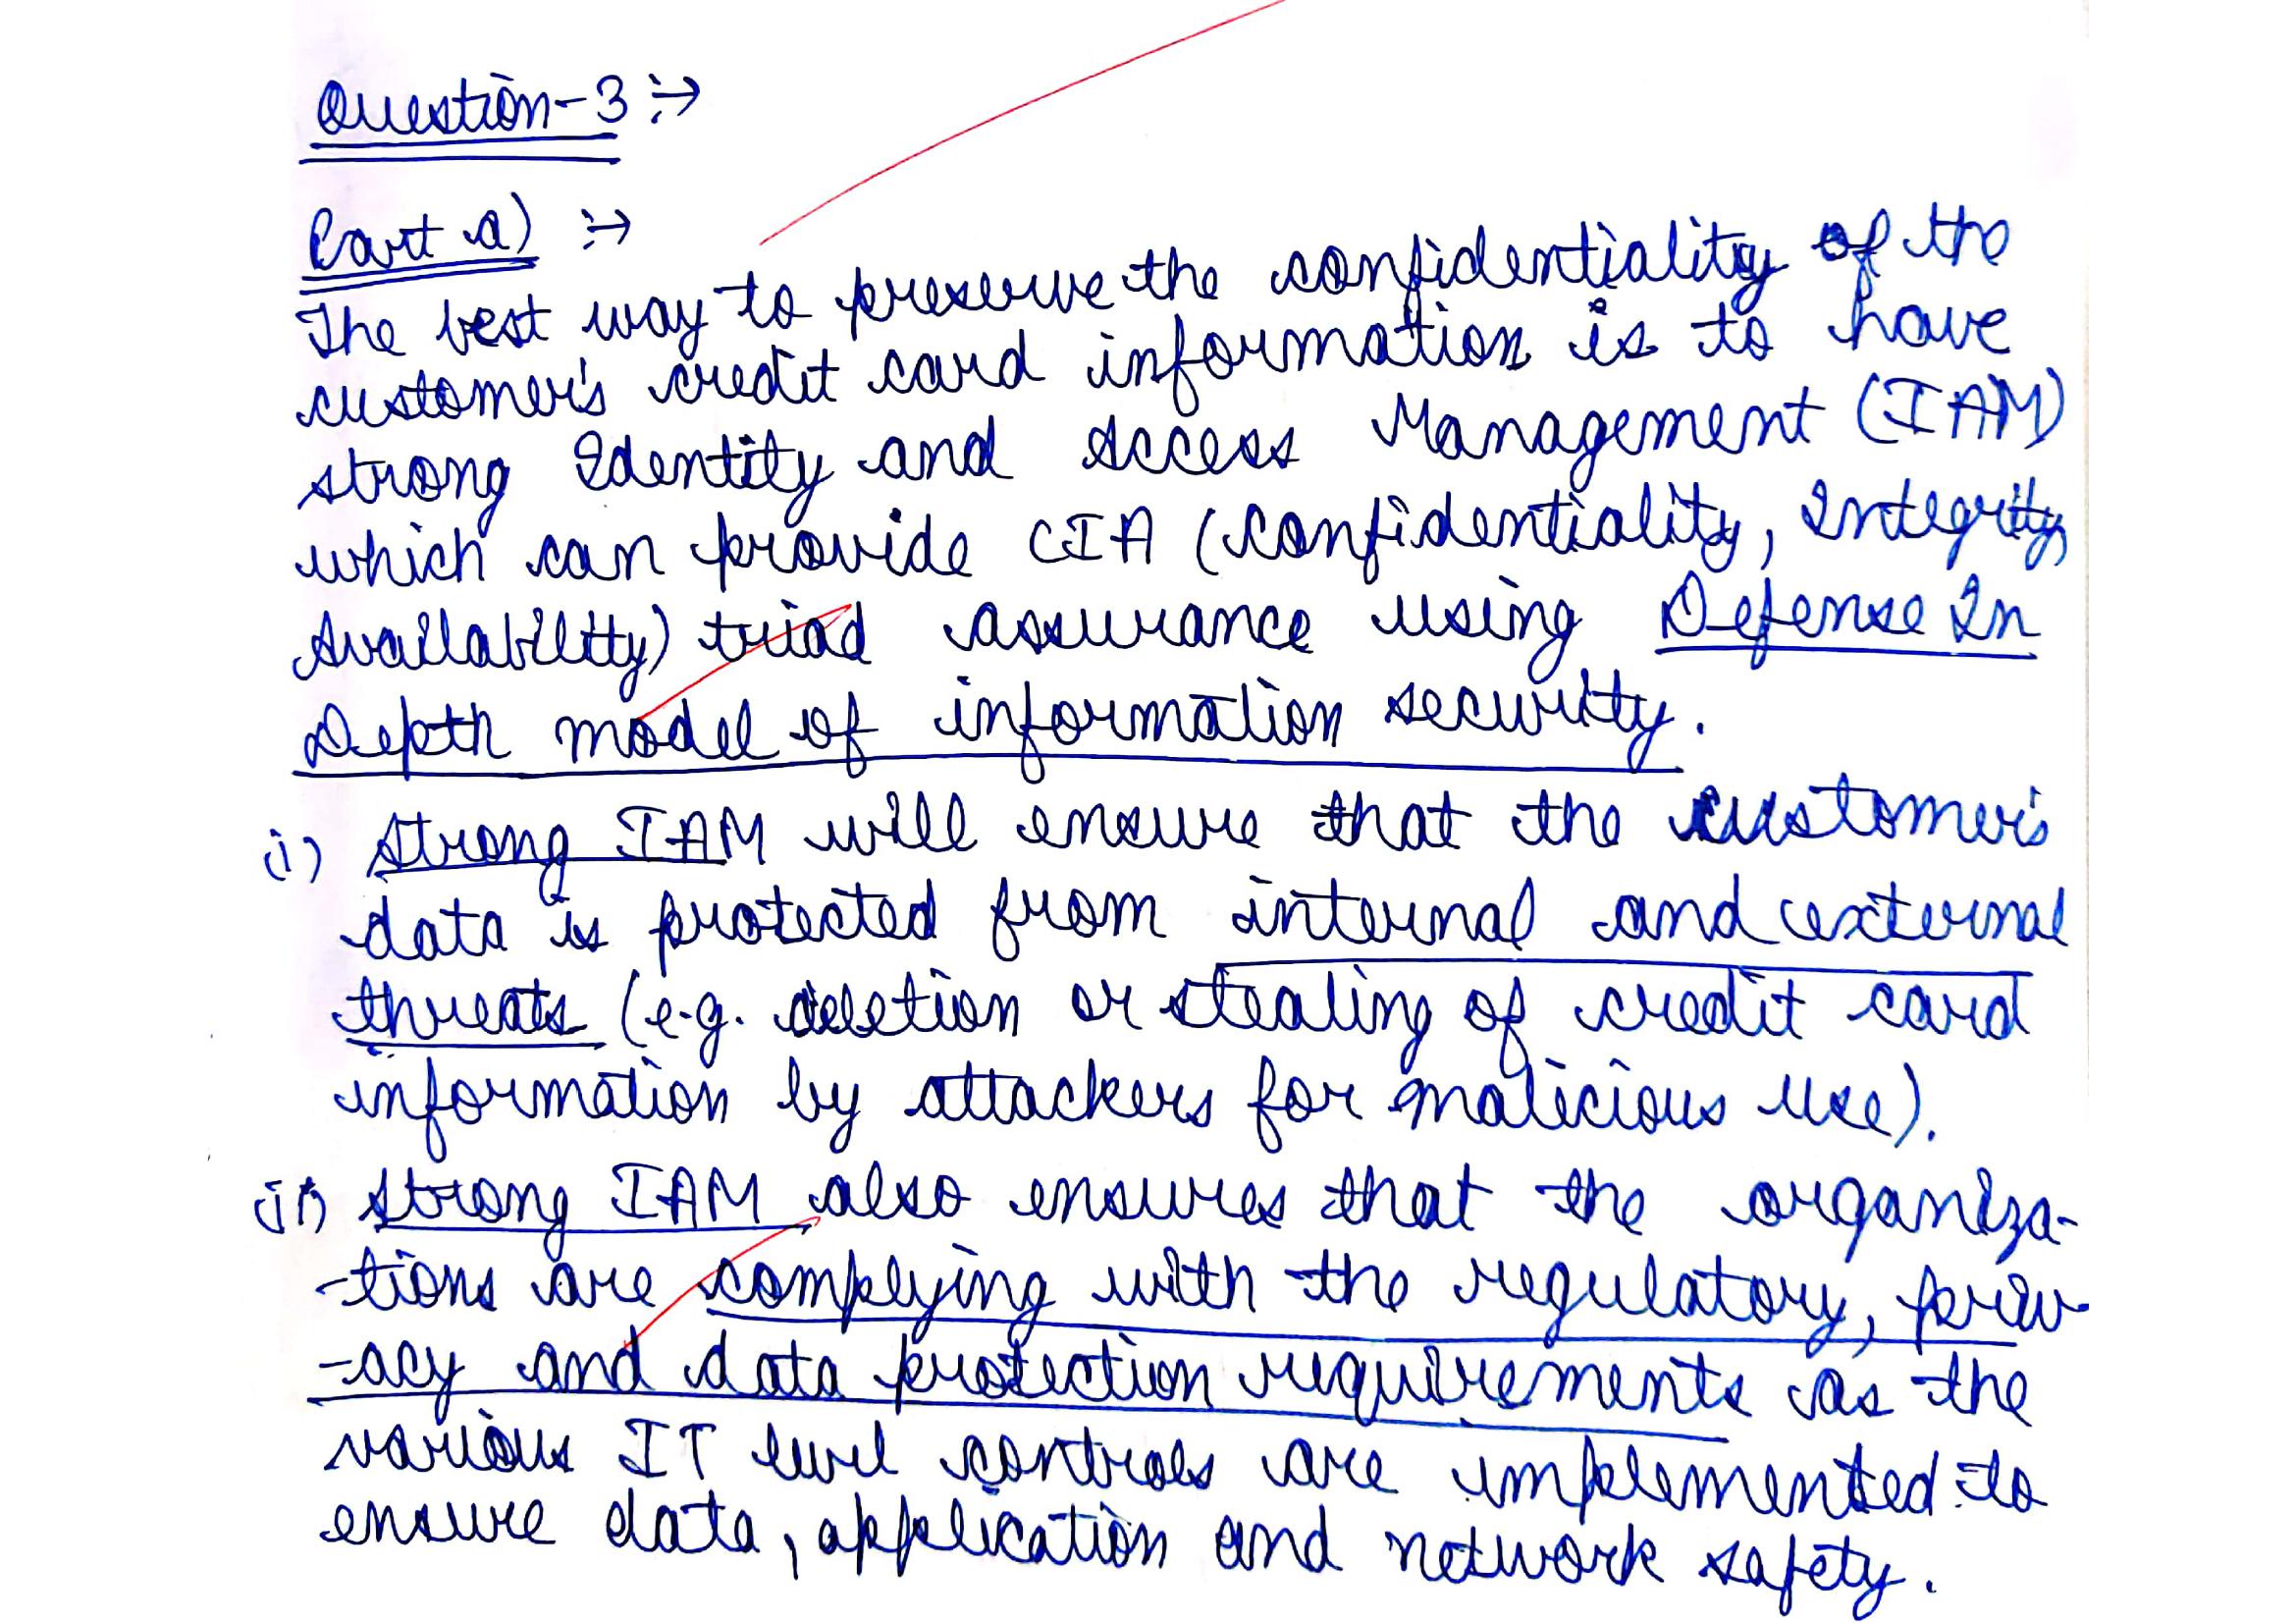 Question-3 :→
Part a) :→
The best way to preserve the confidentiality of the
customer's credit card information is to have
strong Identity and Access Management (IAM)
which can provide CIA (Confidentiality, Integrity,
Availability) triad assurance using Defense In
Depth model of information security.
i) Strong IAM will ensure that the customer's
data is protected from internal and external
threats (e.g. deletion or stealing of credit card
information by attackers for malicious use).
ii) Strong IAM also ensures that the organiza-
-tions are complying with the regulatory, priv-
-acy and data protection requirements as the
various IT level controls are implemented to
ensure data, application and network safety.